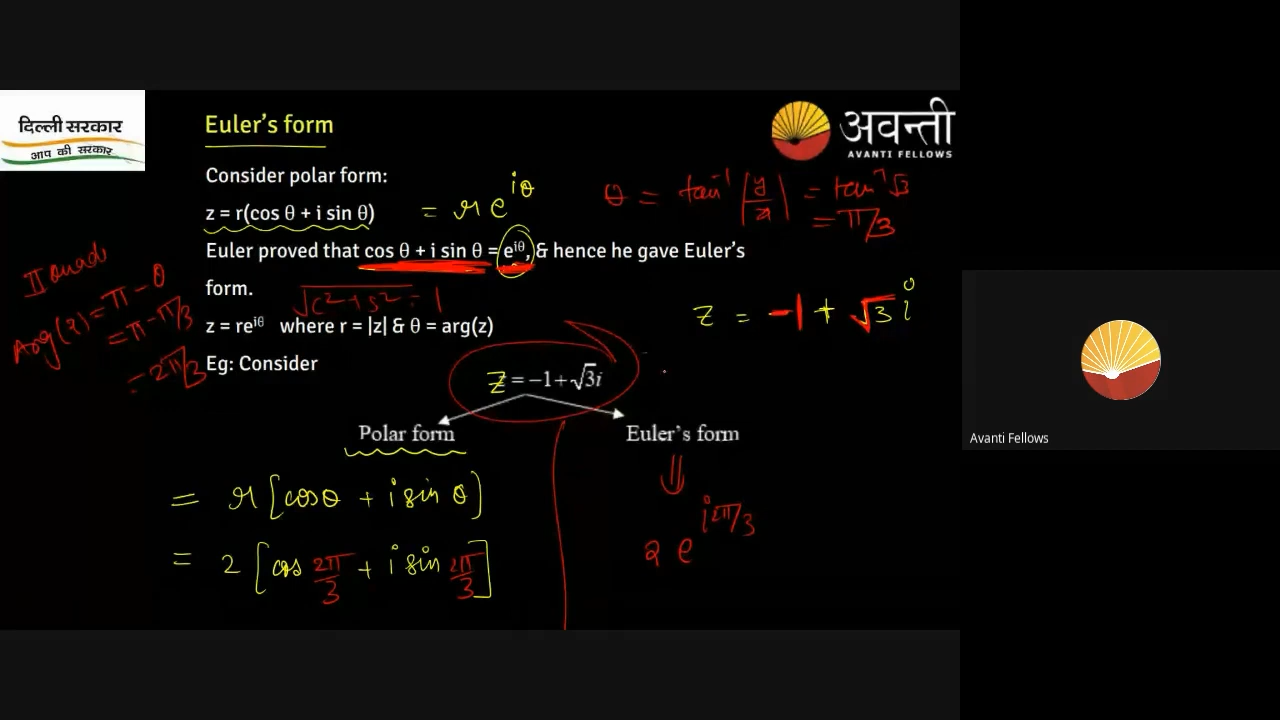 दिल्ली सरकार
आप की सरकार
Euler's form
अवन्ती
AVANTI FELLOWS
Consider polar form:
z = r(cos θ + i sin θ) = r e^{iθ}
θ = tan⁻¹ |y/x| = tan⁻¹ √3
= π/3
Euler proved that cos θ + i sin θ = e^{iθ}, & hence he gave Euler's
form.
√c²+s² = 1
II quad
Arg(z) = π - θ
= π - π/3
= 2π/3
z = -1 + √3 i
z = re^{iθ} where r = |z| & θ = arg(z)
Eg: Consider
Z = -1+√3i
Polar form
Euler's form
= r [cosθ + i sin θ]
= 2 [cos 2π/3 + i sin 2π/3]
2 e^{i2π/3}
Avanti Fellows